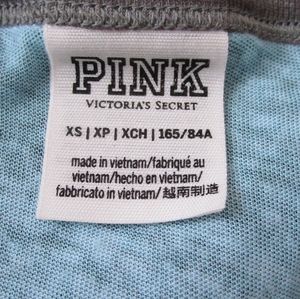 PINK
VICTORIA'S SECRET
XS | XP | XCH | 165/84A
made in vietnam/fabriqué au
vietnam/hecho en vietnam/
fabbricato in vietnam/越南制造